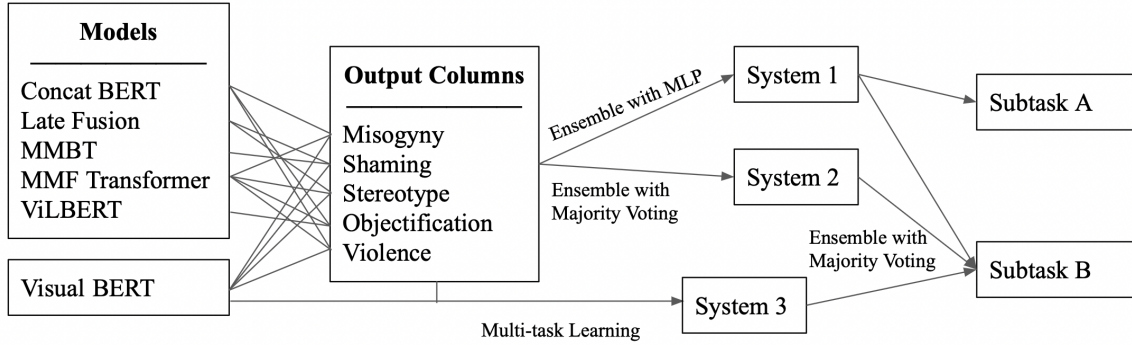 Models
Concat BERT
Late Fusion
MMBT
MMF Transformer
ViLBERT
Visual BERT
Output Columns
Misogyny
Shaming
Stereotype
Objectification
Violence
Ensemble with MLP
Ensemble with
Majority Voting
Multi-task Learning
System 1
System 2
System 3
Ensemble with
Majority Voting
Subtask A
Subtask B